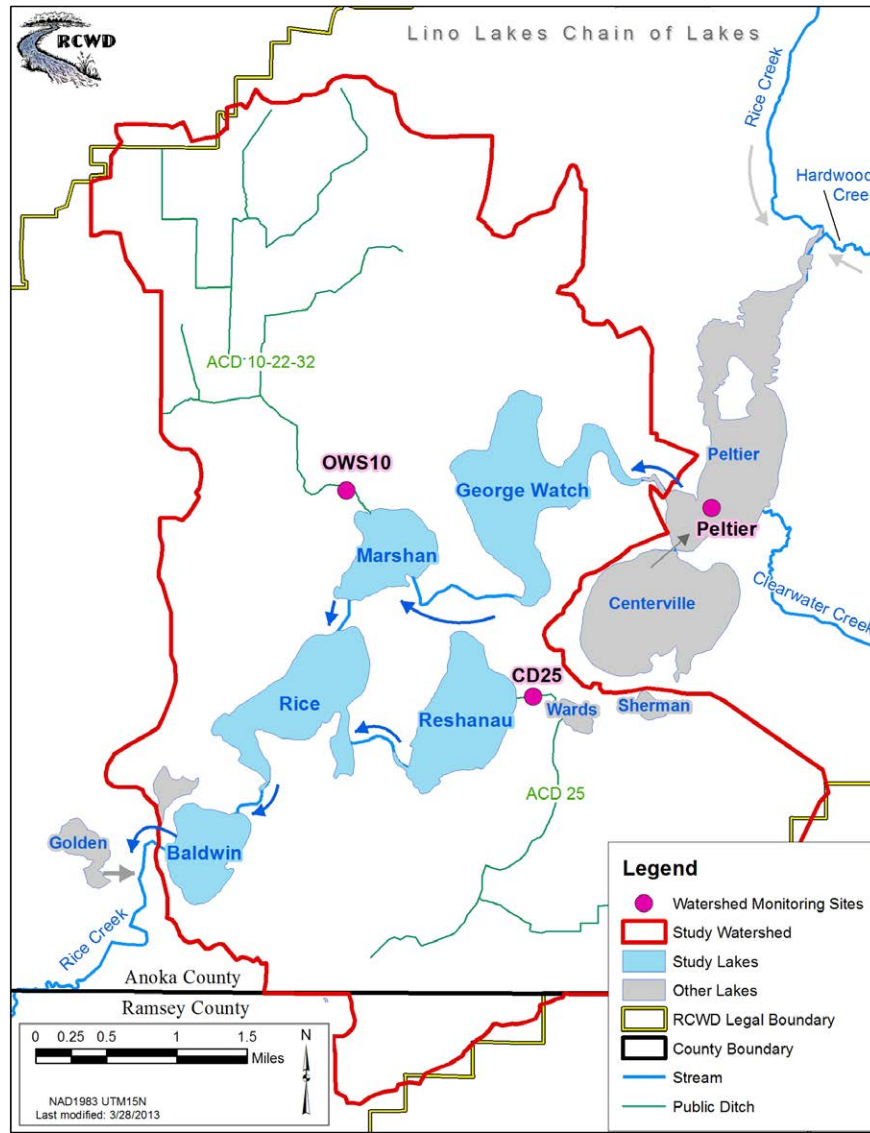 RCWD
Lino Lakes Chain of Lakes
Rice Creek
Hardwood
Creek
ACD 10-22-32
OWS10
George Watch
Peltier
Peltier
Marshan
Centerville
Clearwater Creek
CD25
Rice
Reshanau
Wards
Sherman
ACD 25
Golden
Baldwin
Rice Creek
Anoka County
Ramsey County
0 0.25 0.5 1 1.5
Miles
N
NAD1983 UTM15N
Last modified: 3/28/2013
Legend
Watershed Monitoring Sites
Study Watershed
Study Lakes
Other Lakes
RCWD Legal Boundary
County Boundary
Stream
Public Ditch